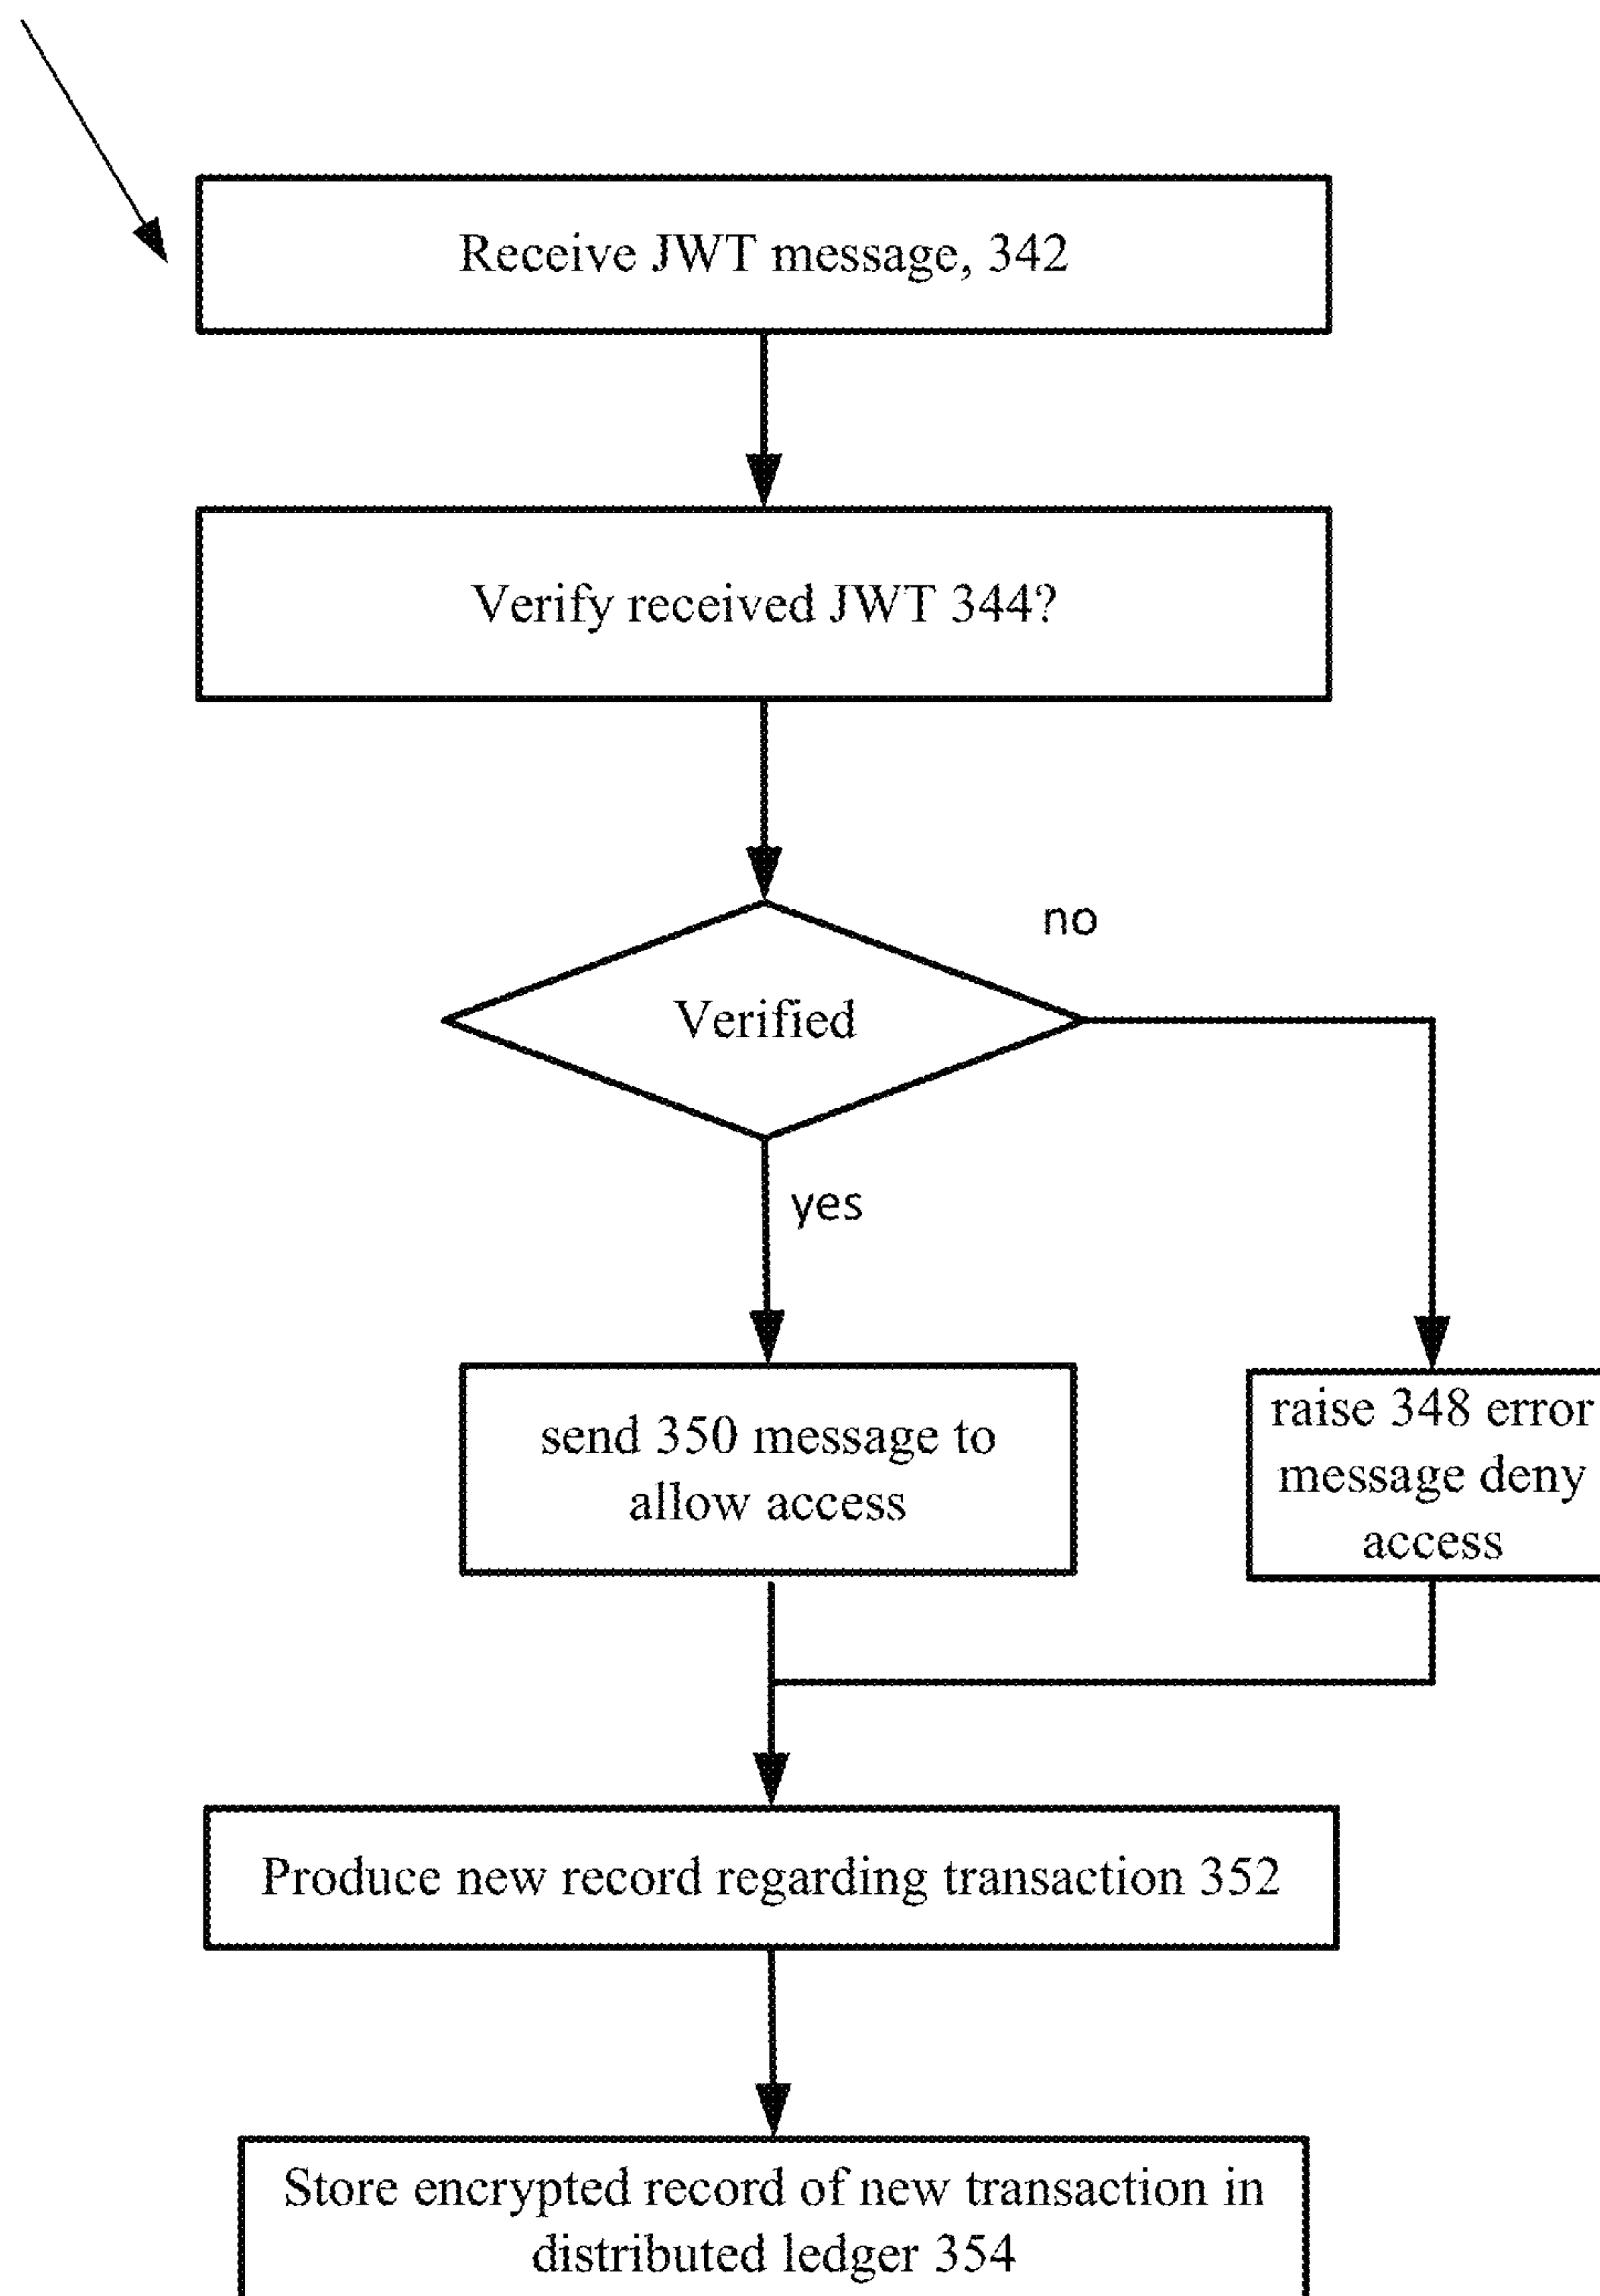 Receive JWT message, 342
Verify received JWT 344?
no
Verified
yes
send 350 message to
allow access
raise 348 error
message deny
access
Produce new record regarding transaction 352
Store encrypted record of new transaction in
distributed ledger 354